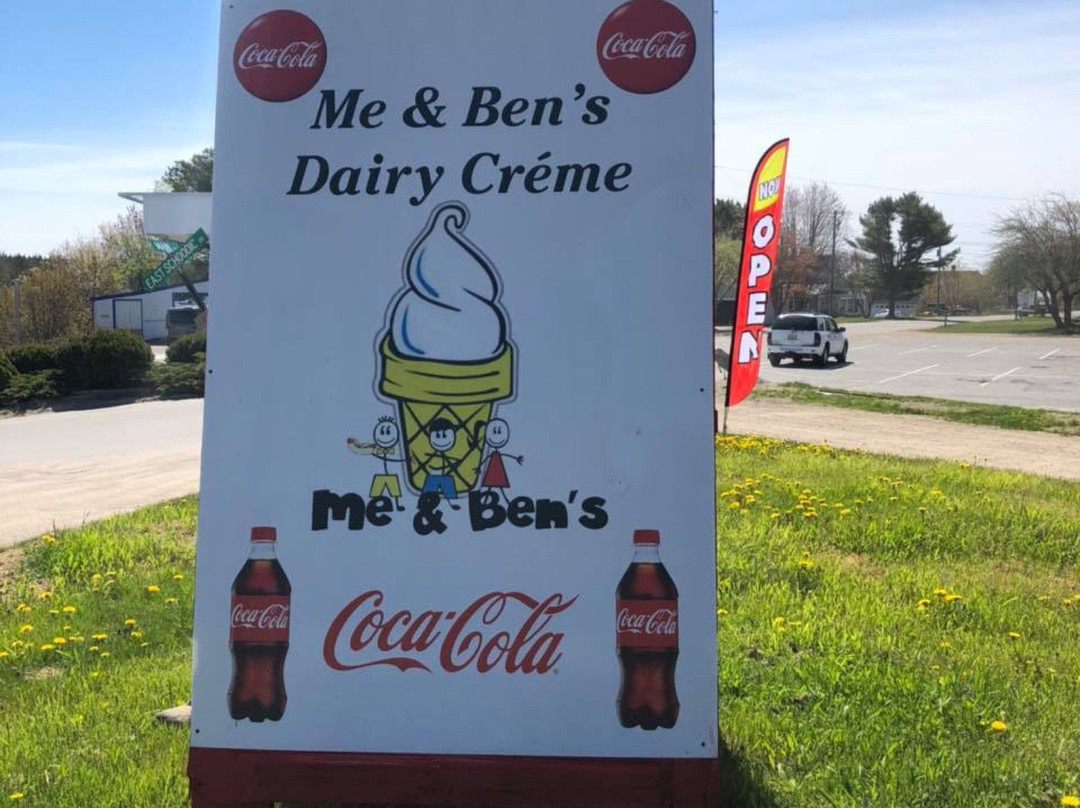 Coca-Cola
Coca-Cola
Me & Ben's
Dairy Créme
NOW
OPEN
EAST SCHOODIC
Me & Ben's
Coca-Cola
Coca-Cola
Coca-Cola